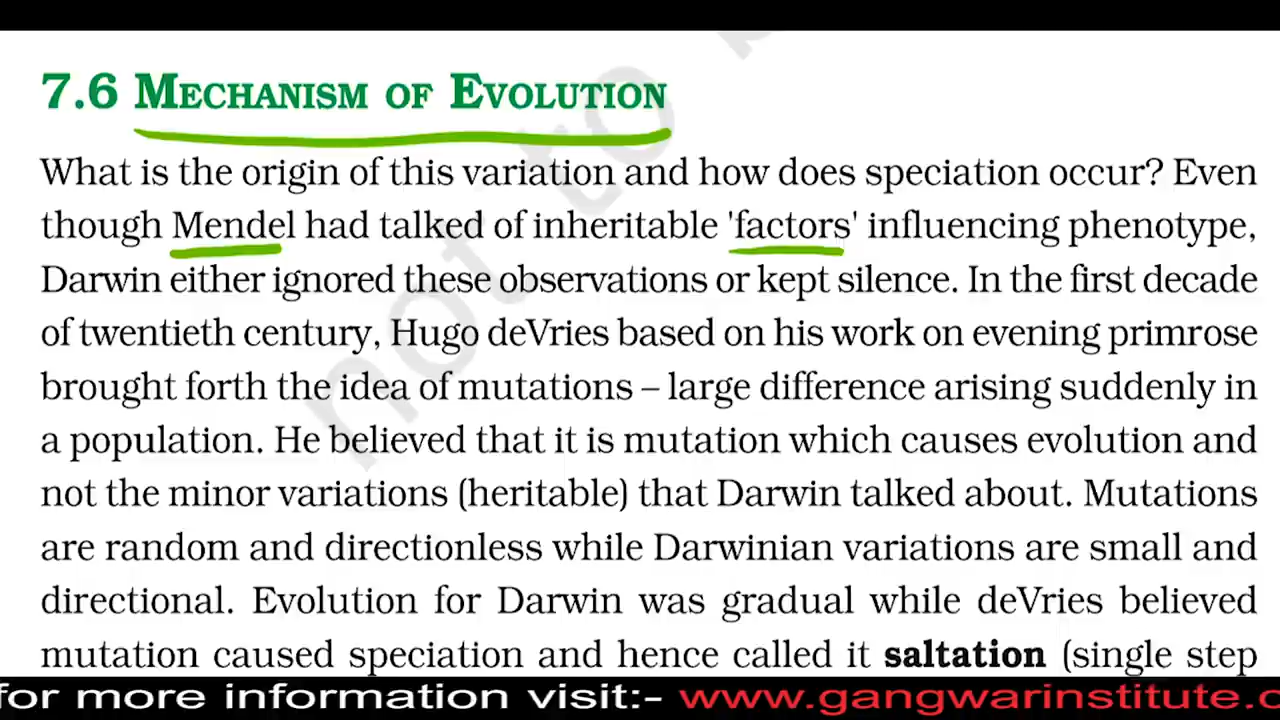 7.6 Mechanism of Evolution
What is the origin of this variation and how does speciation occur? Even
though Mendel had talked of inheritable 'factors' influencing phenotype,
Darwin either ignored these observations or kept silence. In the first decade
of twentieth century, Hugo deVries based on his work on evening primrose
brought forth the idea of mutations – large difference arising suddenly in
a population. He believed that it is mutation which causes evolution and
not the minor variations (heritable) that Darwin talked about. Mutations
are random and directionless while Darwinian variations are small and
directional. Evolution for Darwin was gradual while deVries believed
mutation caused speciation and hence called it saltation (single step
for more information visit:- www.gangwarinstitute.c
not to b